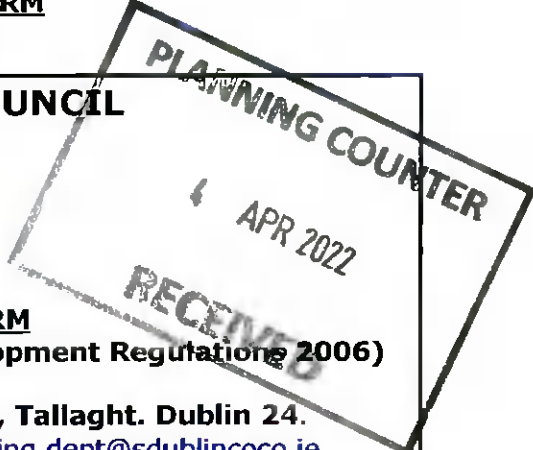 RM
UNCIL
PLANNING COUNTER
4 APR 2022
RECEIVED
RM
opment Regulations 2006)
, Tallaght. Dublin 24.
ing.dept@sdublincoco.ie